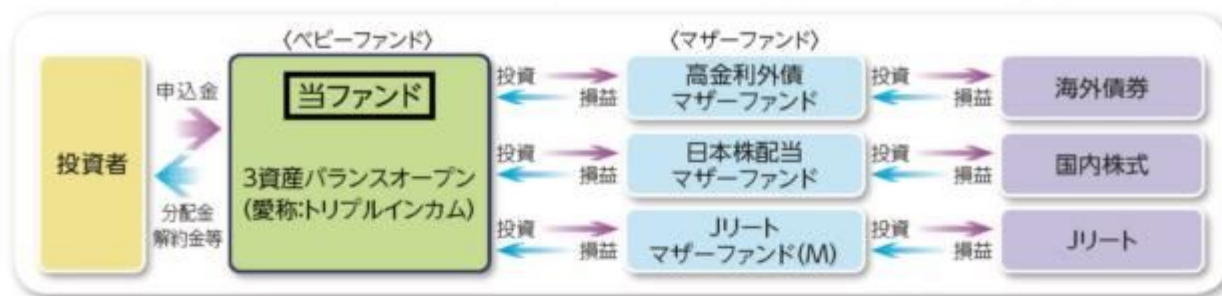 〈ベビーファンド〉
〈マザーファンド〉
投資者
申込金
分配金
解約金等
当ファンド
3資産バランスオープン
(愛称:トリプルインカム)
投資
損益
高金利外債
マザーファンド
投資
損益
海外債券
投資
損益
日本株配当
マザーファンド
投資
損益
国内株式
投資
損益
Jリート
マザーファンド(M)
投資
損益
Jリート